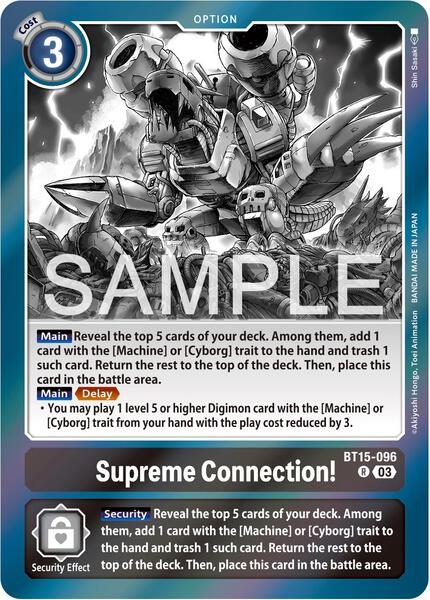 OPTION
Cost
3
Shin Sasaki
SAMPLE
Main Reveal the top 5 cards of your deck. Among them, add 1
card with the [Machine] or [Cyborg] trait to the hand and trash 1
such card. Return the rest to the top of the deck. Then, place this
card in the battle area.
Main Delay
• You may play 1 level 5 or higher Digimon card with the [Machine] or
[Cyborg] trait from your hand with the play cost reduced by 3.
©Akiyoshi Hongo, Toei Animation BANDAI MADE IN JAPAN
BT15-096
Supreme Connection!
R 03
Security Reveal the top 5 cards of your deck. Among
them, add 1 card with the [Machine] or [Cyborg] trait to
the hand and trash 1 such card. Return the rest to the
top of the deck. Then, place this card in the battle area.
Security Effect